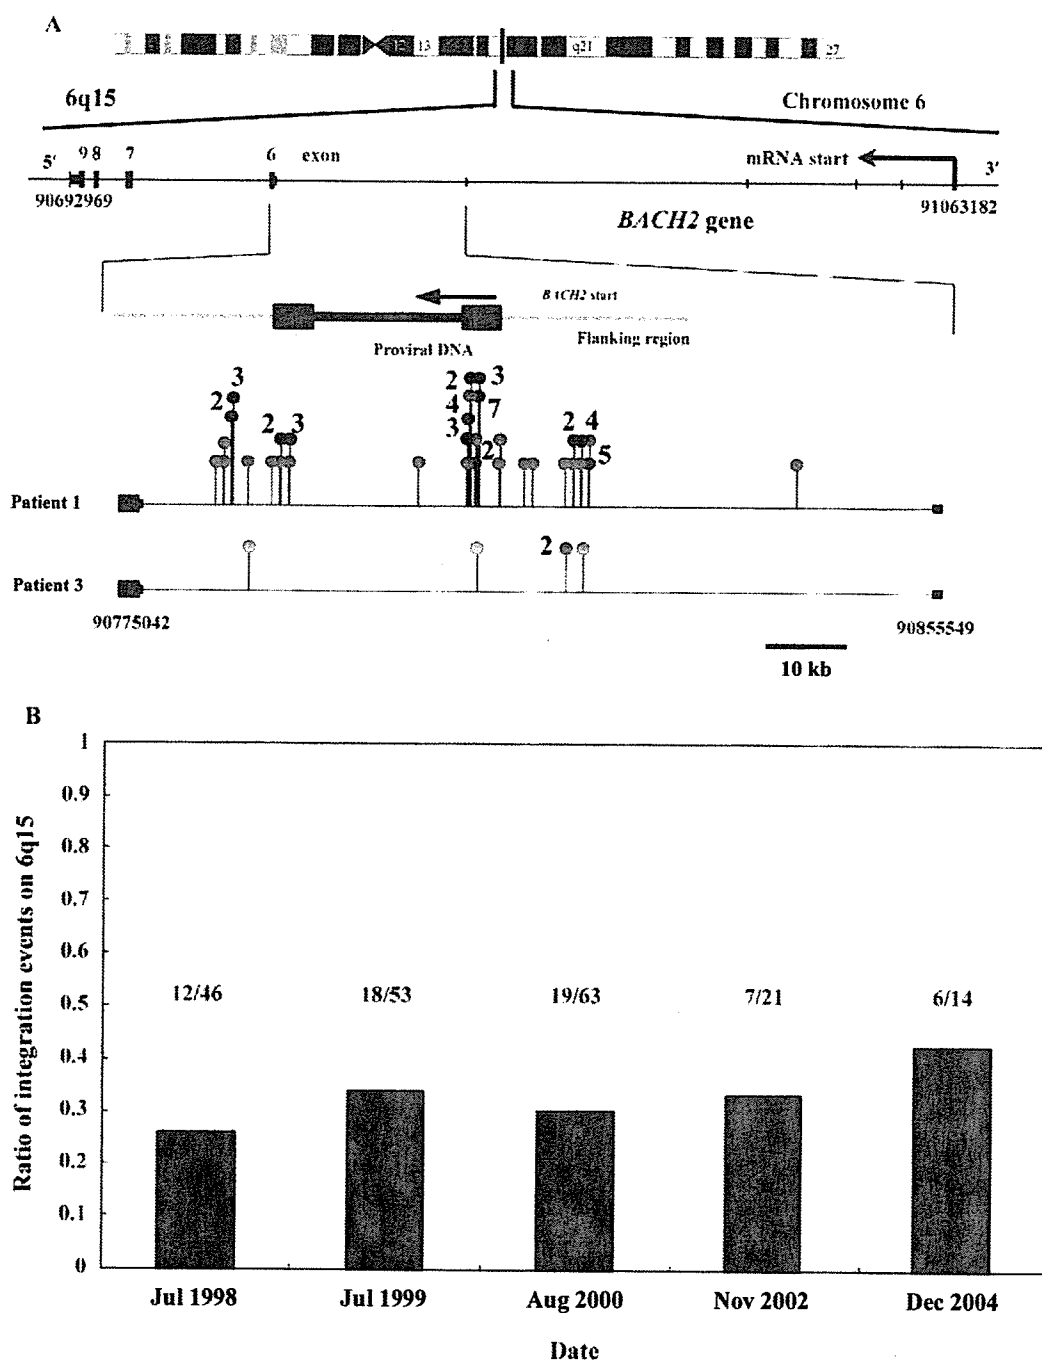 A
12 13 q21 27
6q15
Chromosome 6
5' 9 8 7 6 exon mRNA start 3'
90692969 91063182
BACH2 gene
BACH2 start
Proviral DNA Flanking region
3 2 3
2 4 7
2 3 3 2 4
2 5
Patient 1
2
Patient 3
90775042 90855549
10 kb
B
Ratio of integration events on 6q15
1
0.9
0.8
0.7
0.6
0.5
0.4
0.3
0.2
0.1
0
12/46 18/53 19/63 7/21 6/14
Jul 1998 Jul 1999 Aug 2000 Nov 2002 Dec 2004
Date